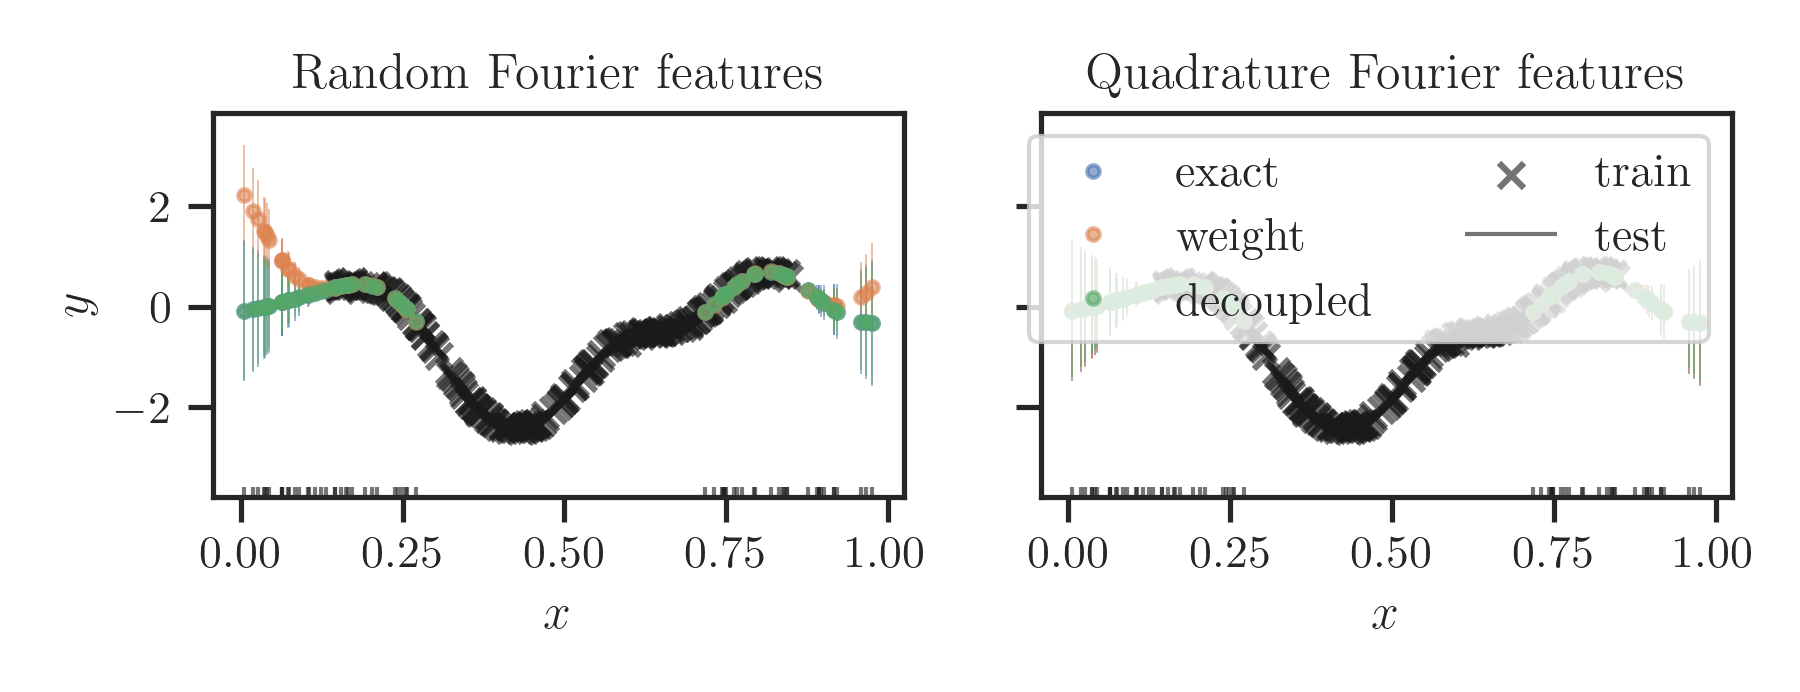 Random Fourier features
Quadrature Fourier features
y
2
0
−2
0.00 0.25 0.50 0.75 1.00
x
exact
weight
decoupled
train
test
0.00 0.25 0.50 0.75 1.00
x